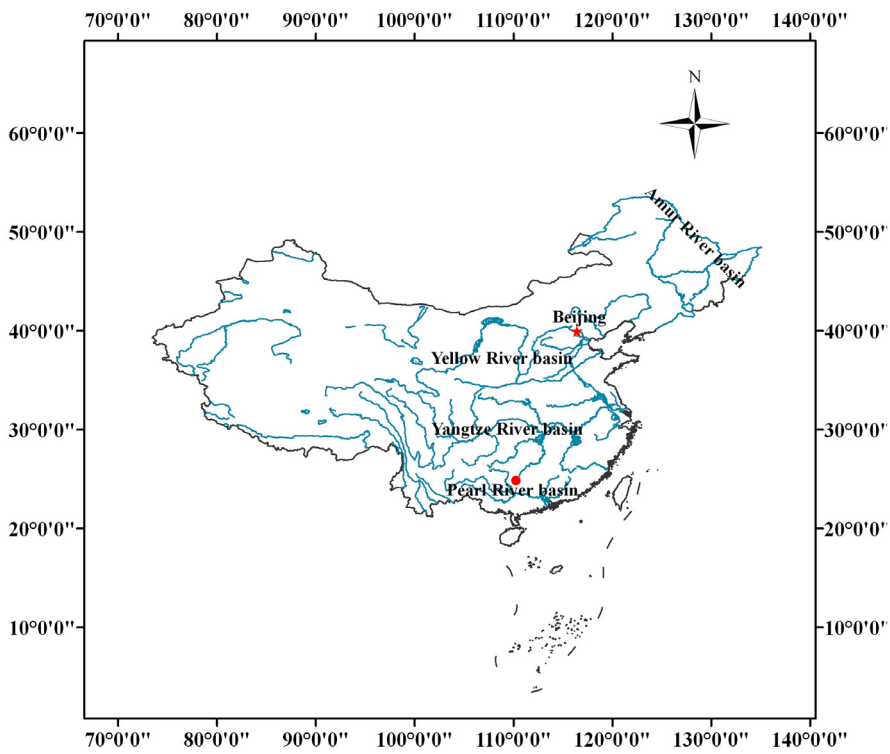 70°0'0" 80°0'0" 90°0'0" 100°0'0" 110°0'0" 120°0'0" 130°0'0" 140°0'0"
N
60°0'0" 60°0'0"
Amur River basin
50°0'0" 50°0'0"
Beijing
40°0'0" 40°0'0"
Yellow River basin
30°0'0" Yangtze River basin 30°0'0"
Pearl River basin
20°0'0" 20°0'0"
10°0'0" 10°0'0"
70°0'0" 80°0'0" 90°0'0" 100°0'0" 110°0'0" 120°0'0" 130°0'0" 140°0'0"